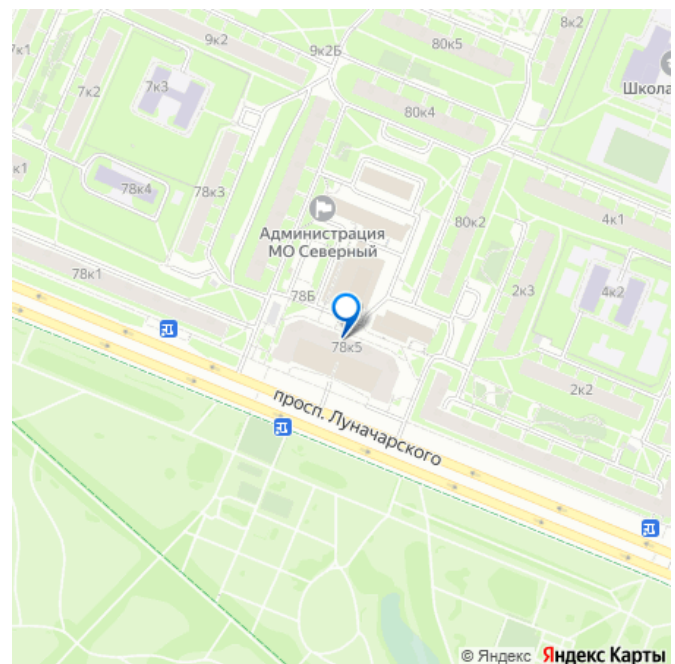 8к2
9к2
9к2Б
80к5
7к2
7к3
Школа
80к4
к1
78к4
78к3
Администрация
МО Северный
80к2
4к1
78к1
78Б
2к3
4к2
78к5
2к2
просп. Луначарского
© Яндекс Яндекс Карты